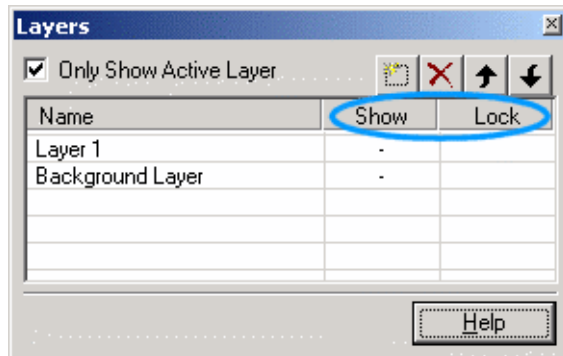 Layers
Only Show Active Layer
Name Show Lock
Layer 1 -
Background Layer -
Help